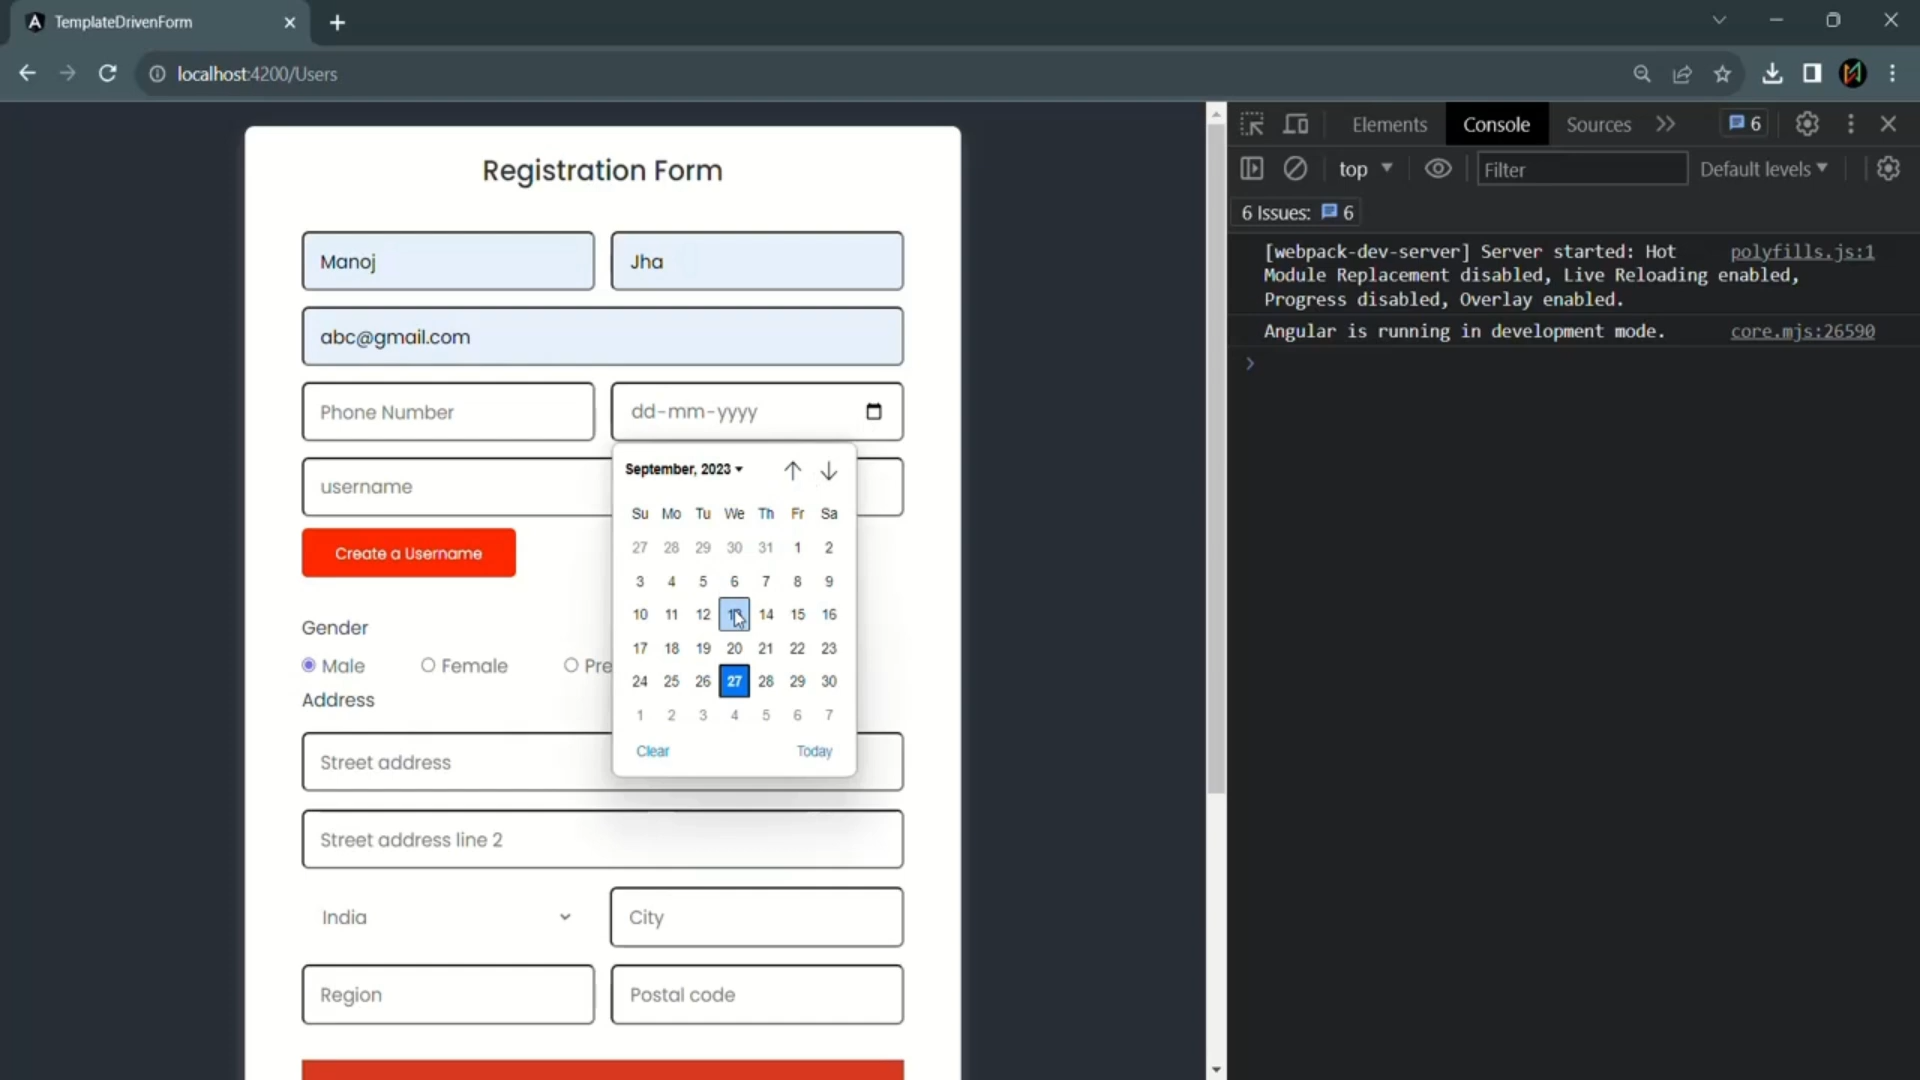 TemplateDrivenForm
localhost:4200/Users
Registration Form
Manoj
Jha
abc@gmail.com
Phone Number
dd-mm-yyyy
username
Create a Username
September, 2023
Su Mo Tu We Th Fr Sa
27 28 29 30 31 1 2
3 4 5 6 7 8 9
10 11 12 13 14 15 16
17 18 19 20 21 22 23
24 25 26 27 28 29 30
1 2 3 4 5 6 7
Clear
Today
Gender
Male
Female
Pre
Address
Street address
Street address line 2
India
City
Region
Postal code
Elements
Console
Sources
6
top
Filter
Default levels
6 Issues: 6
[webpack-dev-server] Server started: Hot polyfills.js:1
Module Replacement disabled, Live Reloading enabled,
Progress disabled, Overlay enabled.
Angular is running in development mode. core.mjs:26590